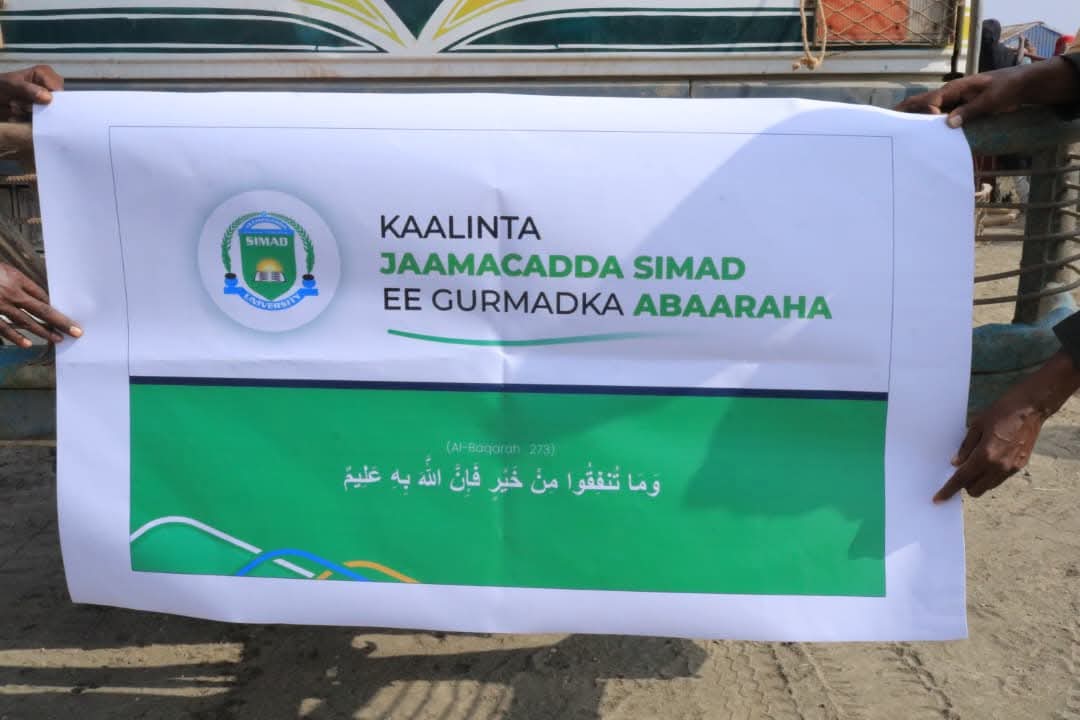 SIMAD
UNIVERSITY
KAALINTA
JAAMACADDA SIMAD
EE GURMADKA ABAARAHA
(Al-Baqarah 273)
وَمَا تُنفِقُوا مِنْ خَيْرٍ فَإِنَّ اللَّهَ بِهِ عَلِيمٌ